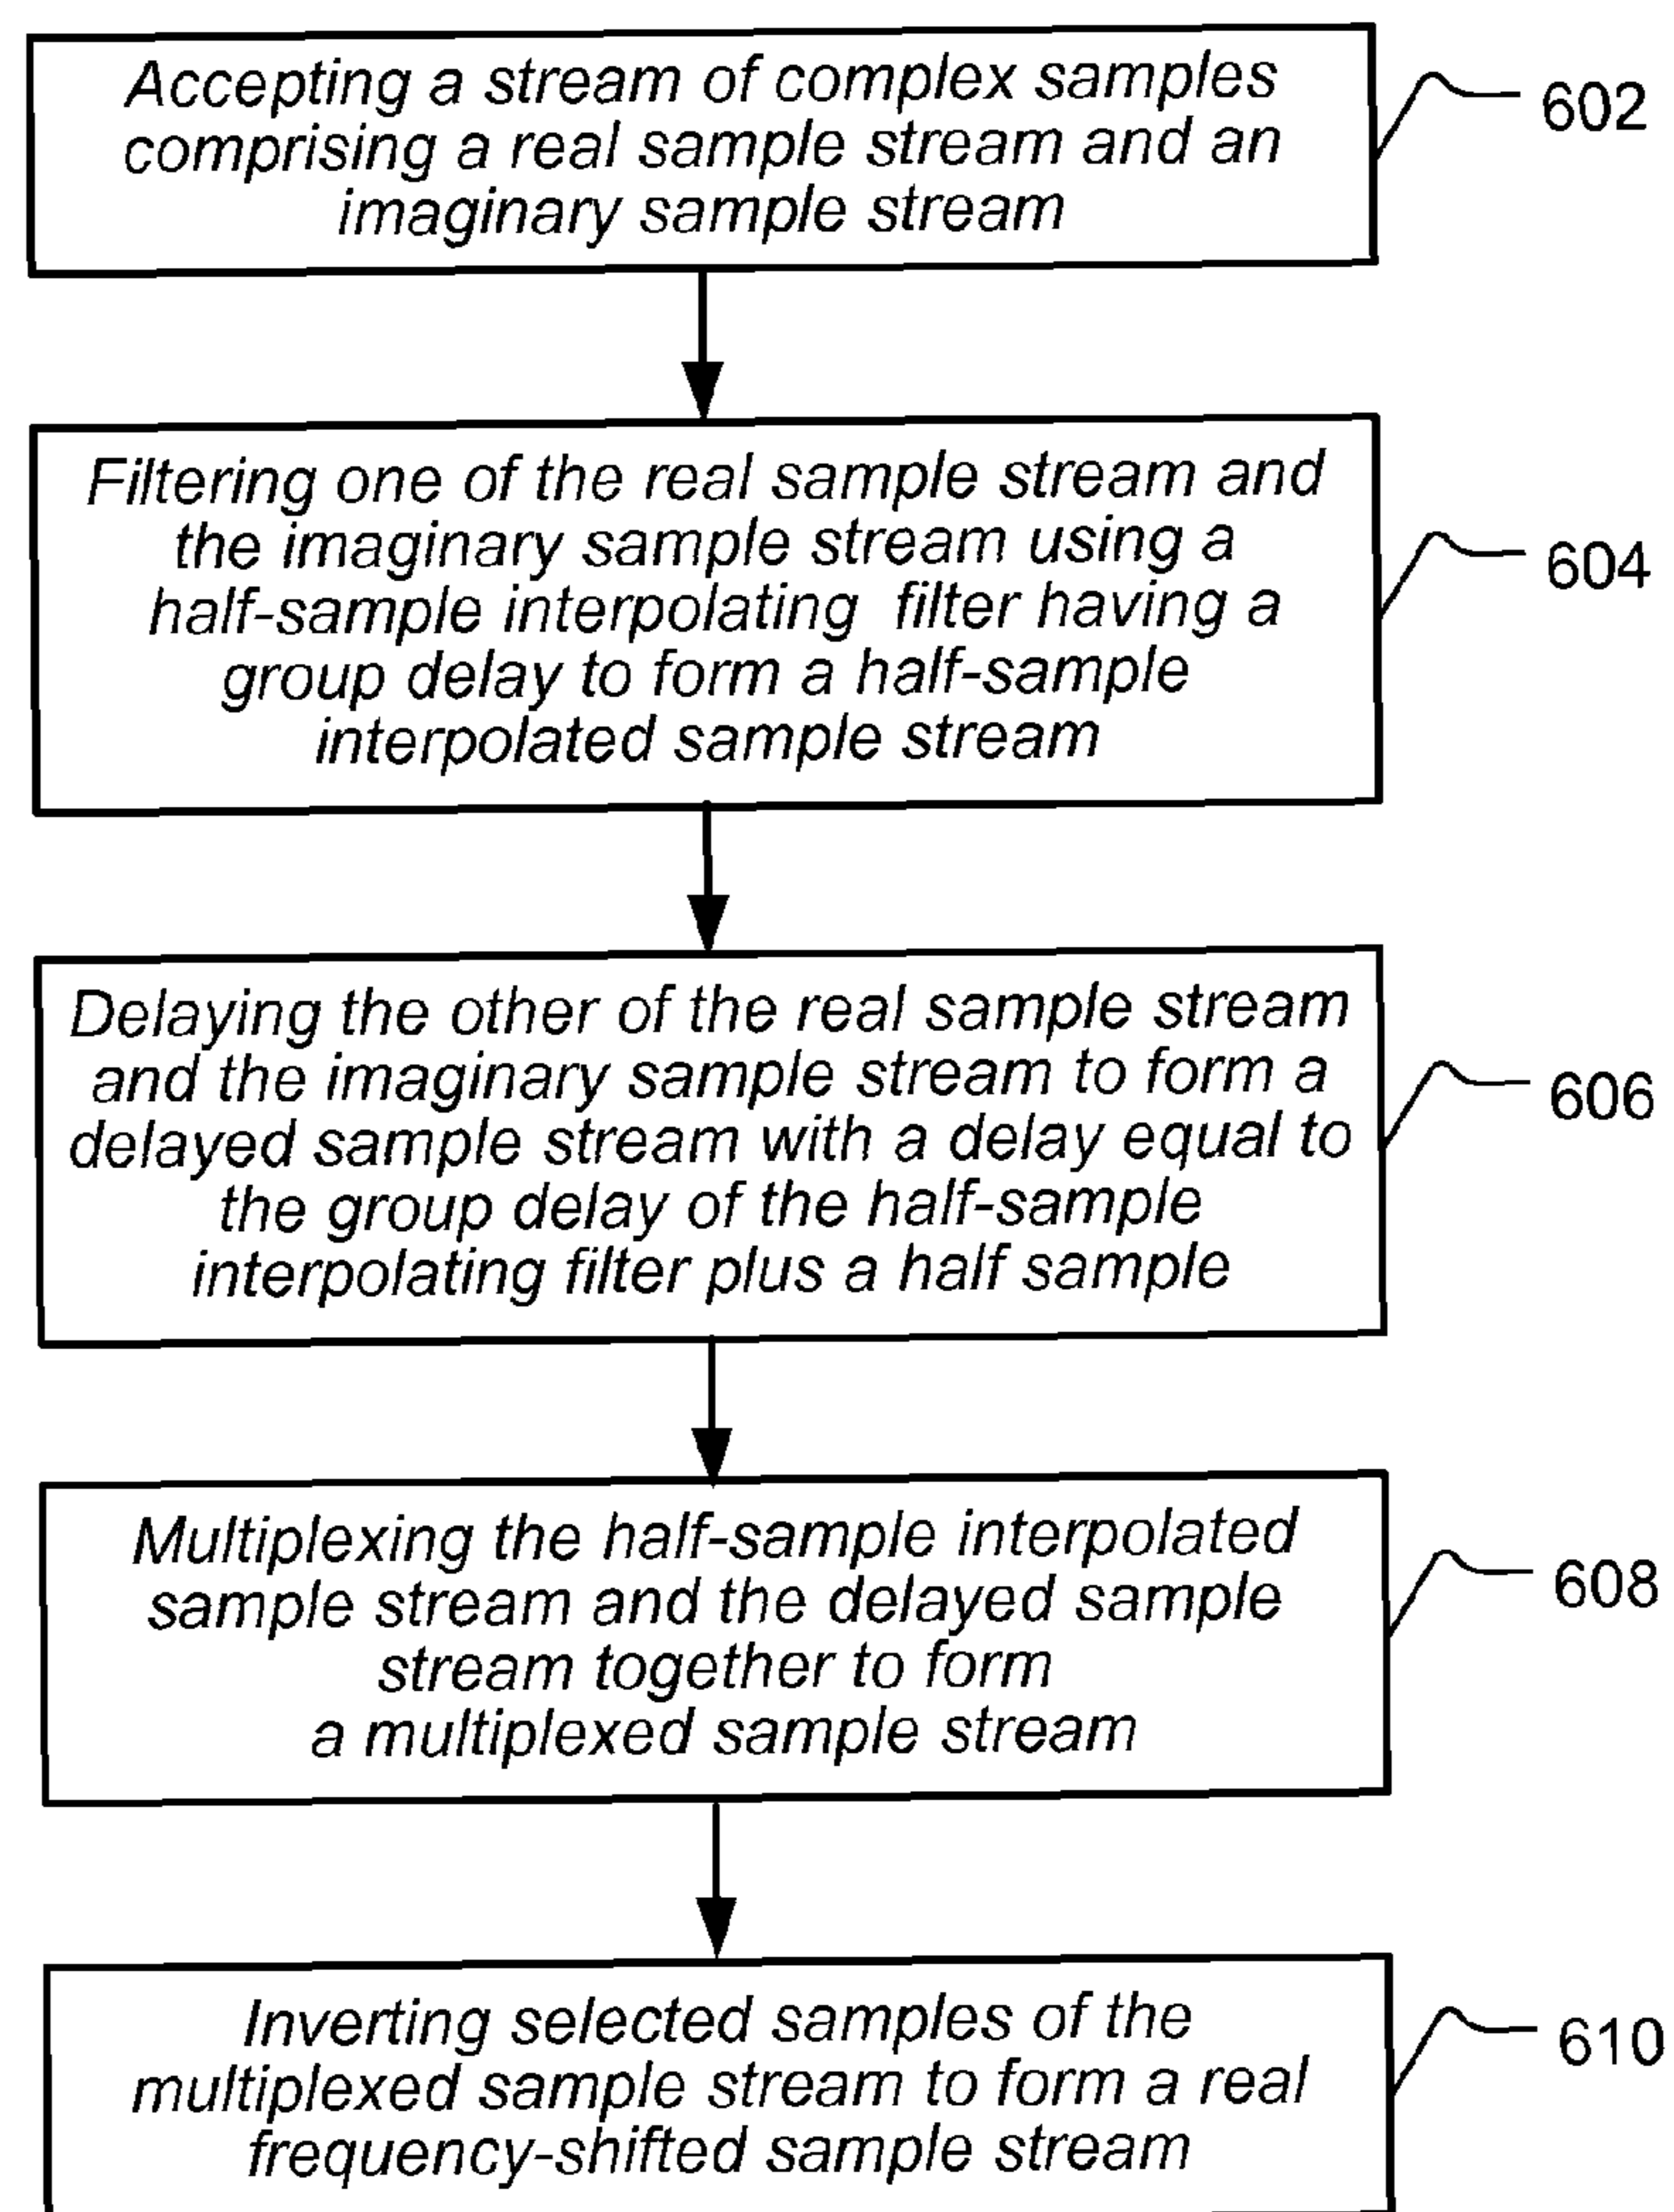 Accepting a stream of complex samples
comprising a real sample stream and an
imaginary sample stream
602
Filtering one of the real sample stream and
the imaginary sample stream using a
half-sample interpolating filter having a
group delay to form a half-sample
interpolated sample stream
604
Delaying the other of the real sample stream
and the imaginary sample stream to form a
delayed sample stream with a delay equal to
the group delay of the half-sample
interpolating filter plus a half sample
606
Multiplexing the half-sample interpolated
sample stream and the delayed sample
stream together to form
a multiplexed sample stream
608
Inverting selected samples of the
multiplexed sample stream to form a real
frequency-shifted sample stream
610